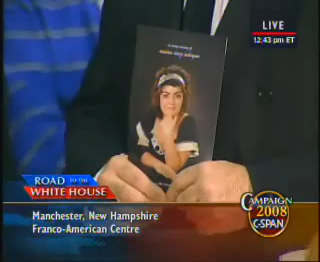 LIVE
12:43 pm ET
ROAD TO THE
WHITE HOUSE
CAMPAIGN
2008
C-SPAN
Manchester, New Hampshire
Franco-American Centre